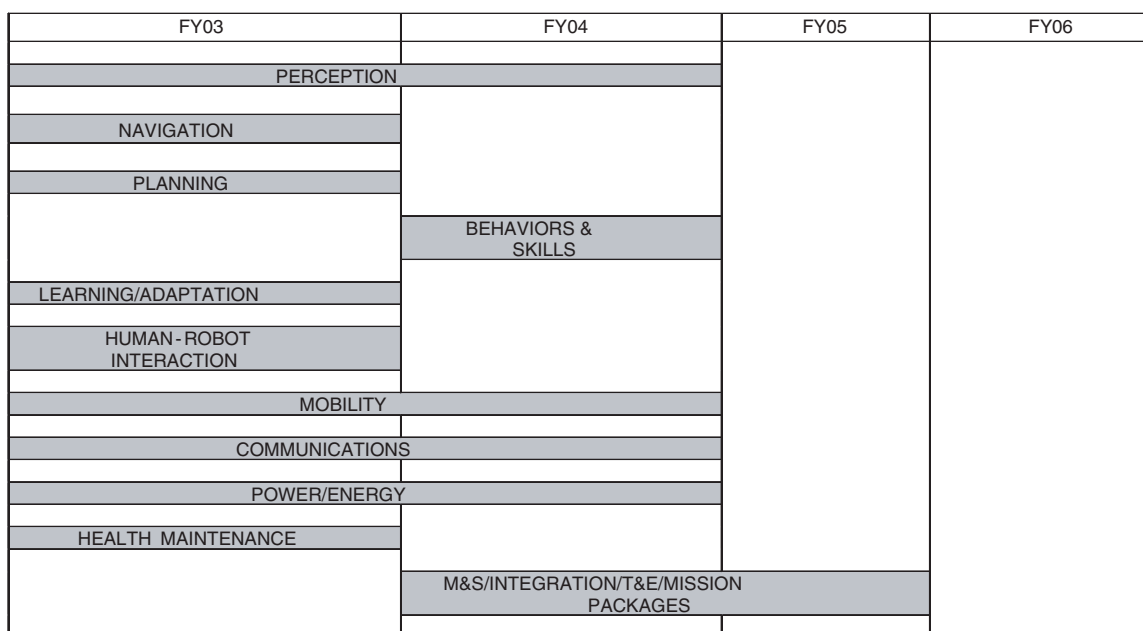 FY03 FY04 FY05 FY06
PERCEPTION
NAVIGATION
PLANNING
BEHAVIORS &
SKILLS
LEARNING/ADAPTATION
HUMAN-ROBOT
INTERACTION
MOBILITY
COMMUNICATIONS
POWER/ENERGY
HEALTH MAINTENANCE
M&S/INTEGRATION/T&E/MISSION
PACKAGES